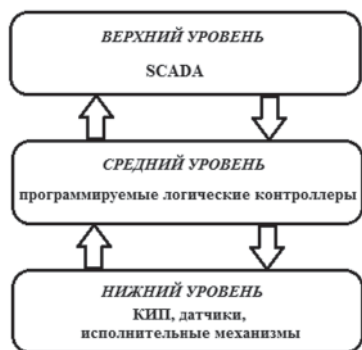 ВЕРХНИЙ УРОВЕНЬ
SCADA
СРЕДНИЙ УРОВЕНЬ
программируемые логические контроллеры
НИЖНИЙ УРОВЕНЬ
КИП, датчики,
исполнительные механизмы